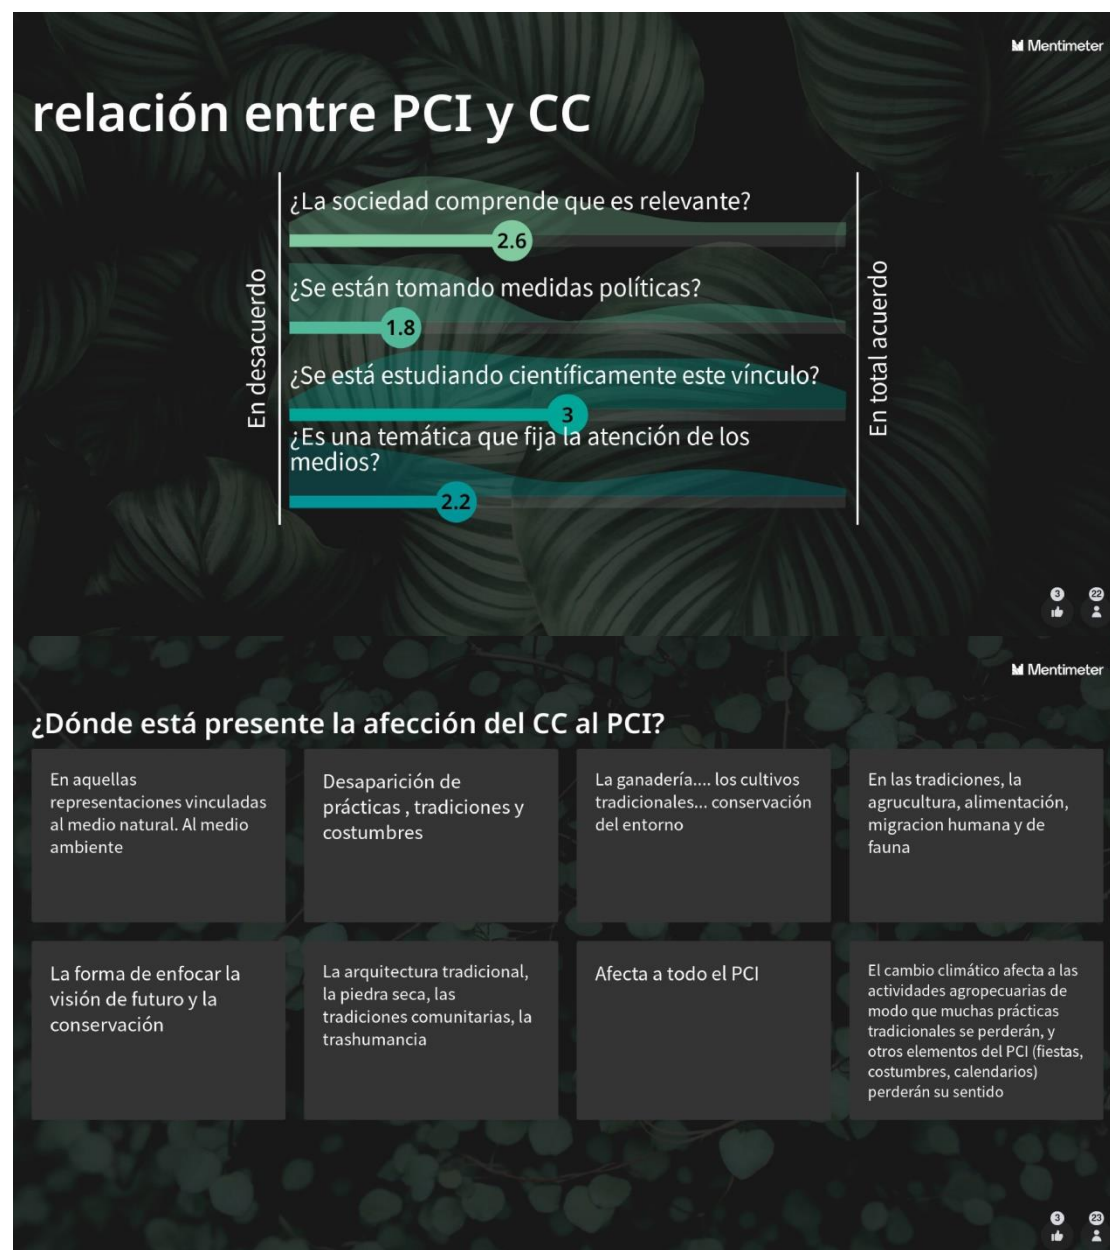 Mentimeter
relación entre PCI y CC
En desacuerdo
¿La sociedad comprende que es relevante?
2.6
¿Se están tomando medidas políticas?
1.8
¿Se está estudiando científicamente este vínculo?
3
¿Es una temática que fija la atención de los
medios?
2.2
En total acuerdo
3
22
Mentimeter
¿Dónde está presente la afección del CC al PCI?
En aquellas
representaciones vinculadas
al medio natural. Al medio
ambiente
Desaparición de
prácticas , tradiciones y
costumbres
La ganadería.... los cultivos
tradicionales... conservación
del entorno
En las tradiciones, la
agrucultura, alimentación,
migracion humana y de
fauna
La forma de enfocar la
visión de futuro y la
conservación
La arquitectura tradicional,
la piedra seca, las
tradiciones comunitarias, la
trashumancia
Afecta a todo el PCI
El cambio climático afecta a las
actividades agropecuarias de
modo que muchas prácticas
tradicionales se perderán, y
otros elementos del PCI (fiestas,
costumbres, calendarios)
perderán su sentido
3
23